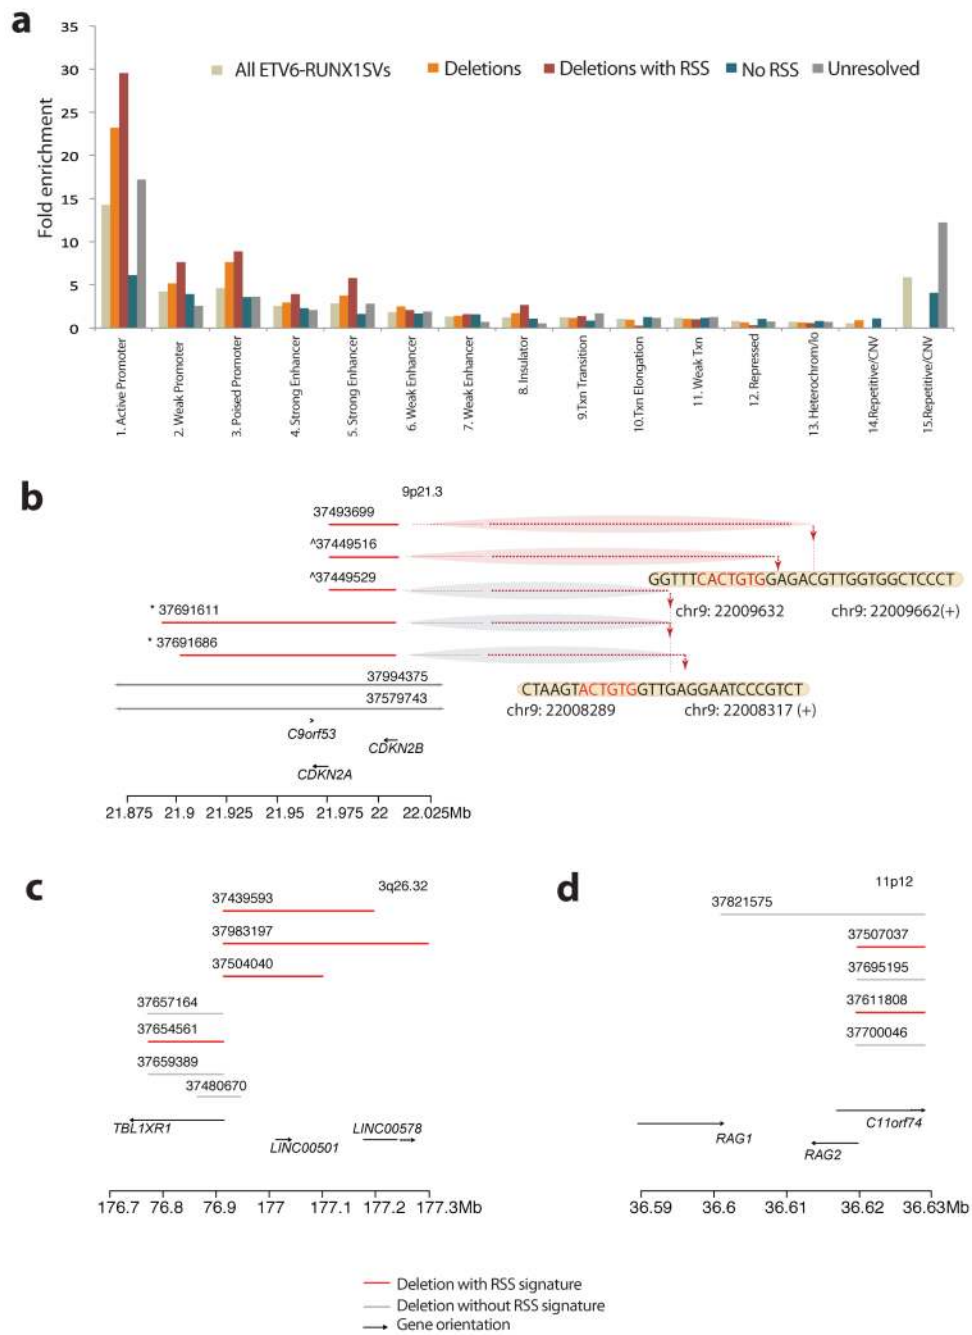 a
35
30
25
20
15
10
5
0
Fold enrichment
All ETV6-RUNX1SVs
Deletions
Deletions with RSS
No RSS
Unresolved
1. Active Promoter
2. Weak Promoter
3. Poised Promoter
4. Strong Enhancer
5. Strong Enhancer
6. Weak Enhancer
7. Weak Enhancer
8. Insulator
9.Txn Transition
10.Txn Elongation
11. Weak Txn
12. Repressed
13. Heterochrom/lo
14.Repetitive/CNV
15.Repetitive/CNV
b
9p21.3
37493699
^37449516
^37449529
* 37691611
* 37691686
37994375
37579743
GGTTTCACTGTGGAGACGTTGGTGGCTCCCT
chr9: 22009632 chr9: 22009662(+)
CTAAGTACTGTGGTTGAGGAATCCCGTCT
chr9: 22008289 chr9: 22008317 (+)
C9orf53
CDKN2B
CDKN2A
21.875 21.9 21.925 21.95 21.975 22 22.025Mb
c
3q26.32
37439593
37983197
37504040
37657164
37654561
37659389
37480670
TBL1XR1
LINC00501
LINC00578
176.7 76.8 76.9 177 177.1 177.2 177.3Mb
d
11p12
37821575
37507037
37695195
37611808
37700046
C11orf74
RAG1
RAG2
36.59 36.6 36.61 36.62 36.63Mb
Deletion with RSS signature
Deletion without RSS signature
Gene orientation